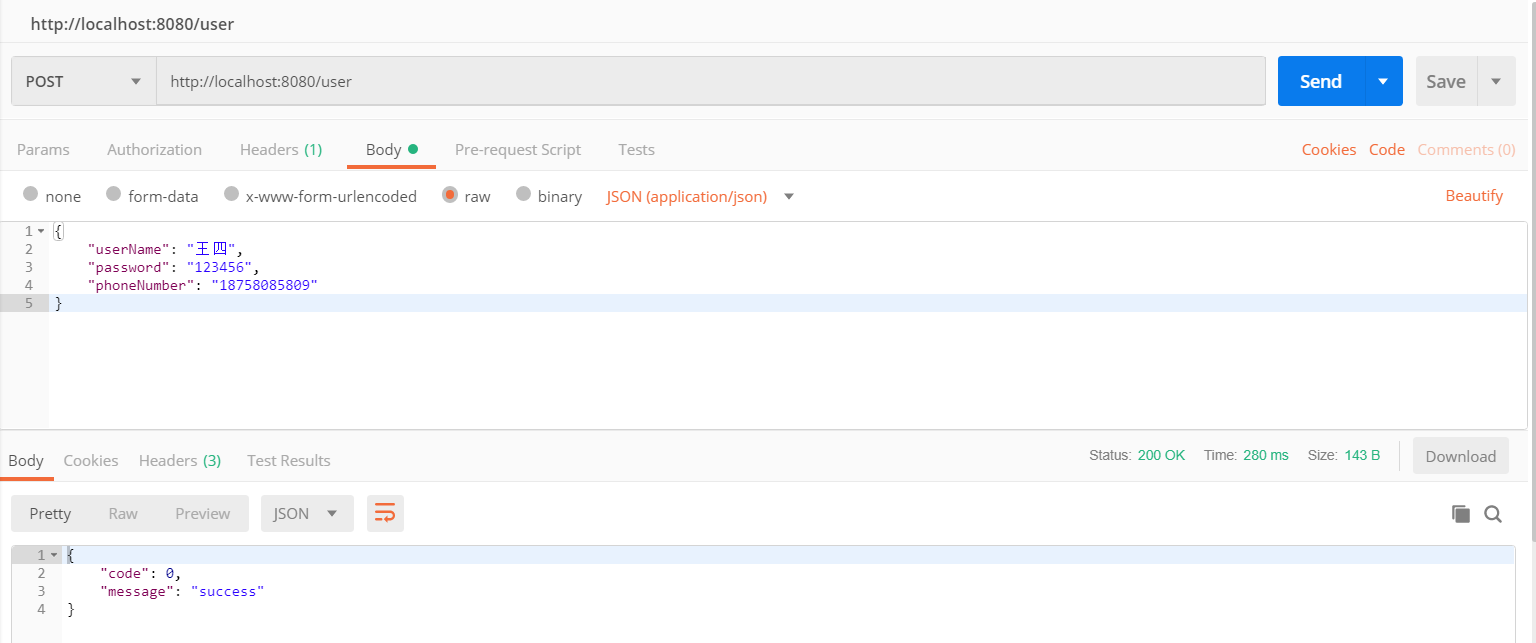 http://localhost:8080/user
POST http://localhost:8080/user Send Save
Params Authorization Headers (1) Body Pre-request Script Tests Cookies Code Comments (0)
none form-data x-www-form-urlencoded raw binary JSON (application/json) Beautify
1 {
2 "userName": "王四",
3 "password": "123456",
4 "phoneNumber": "18758085809"
5 }
Body Cookies Headers (3) Test Results Status: 200 OK Time: 280 ms Size: 143 B Download
Pretty Raw Preview JSON
1 {
2 "code": 0,
3 "message": "success"
4 }